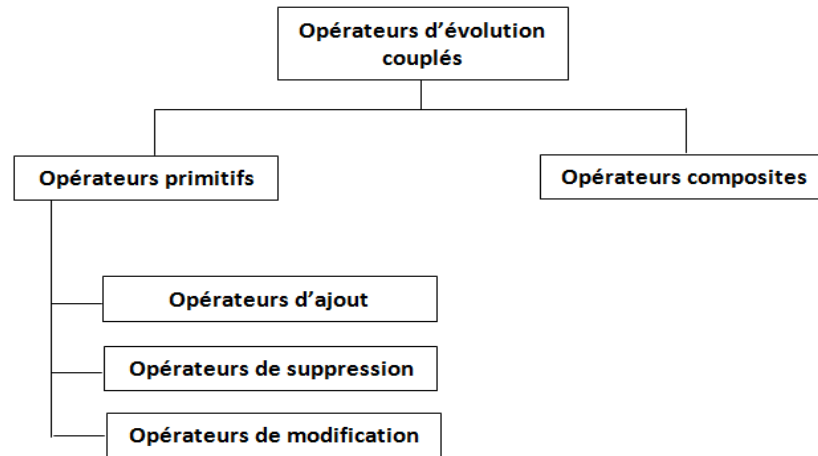 Opérateurs d’évolution
couplés
Opérateurs primitifs
Opérateurs composites
Opérateurs d’ajout
Opérateurs de suppression
Opérateurs de modification